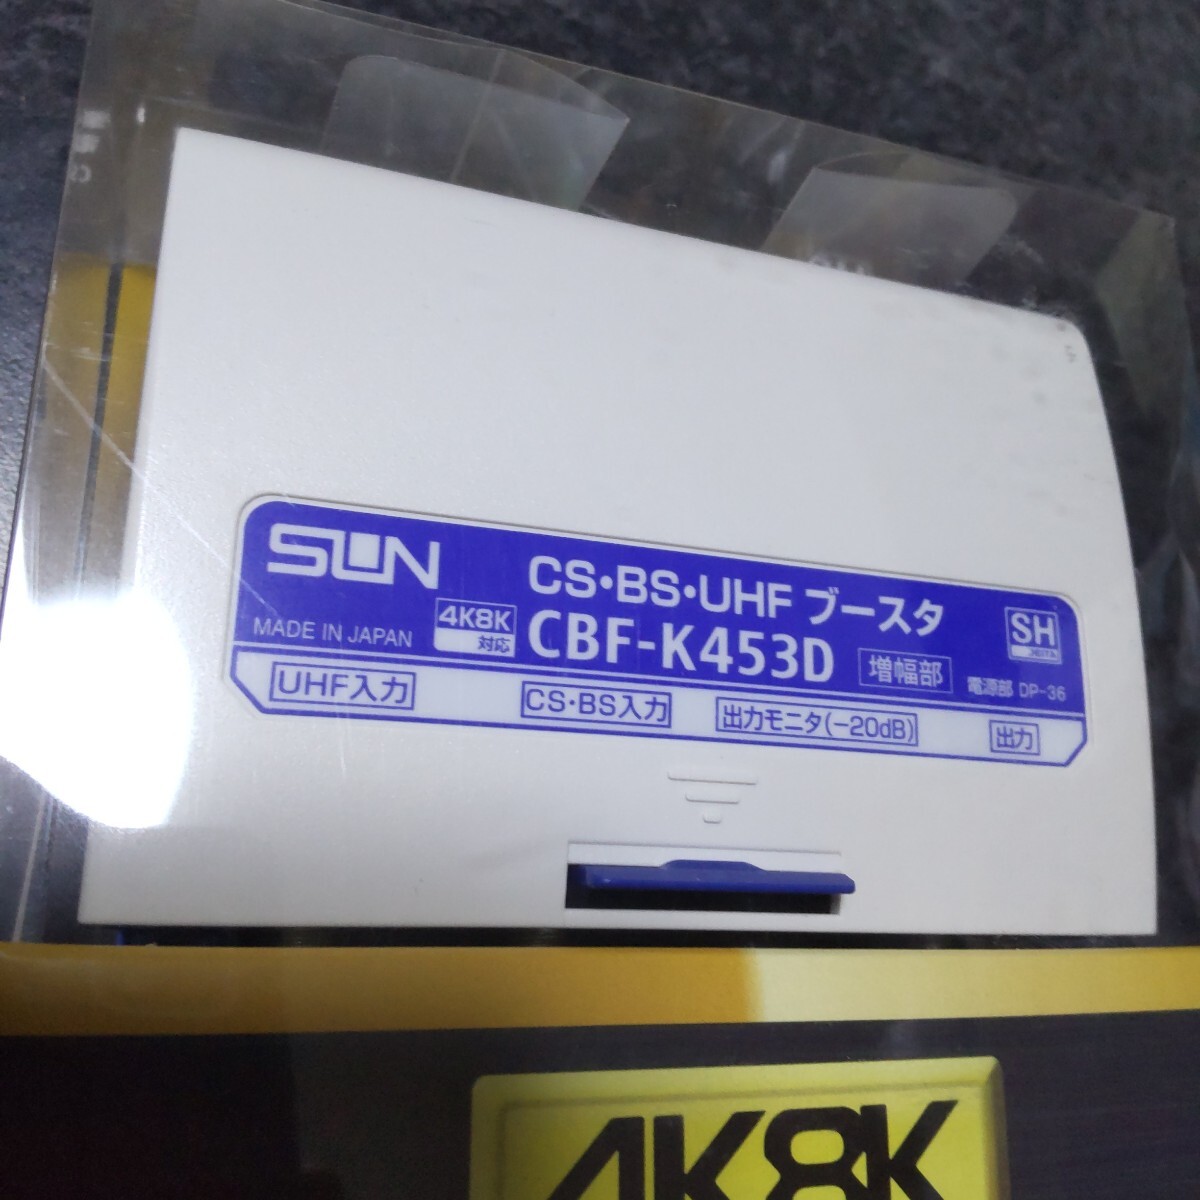 SUN
CS・BS・UHF ブースタ
MADE IN JAPAN
4K8K
対応
CBF-K453D
増幅部
SH
JEITA
電源部 DP-36
UHF入力
CS・BS入力
出力モニタ(-20dB)
出力
4K8K